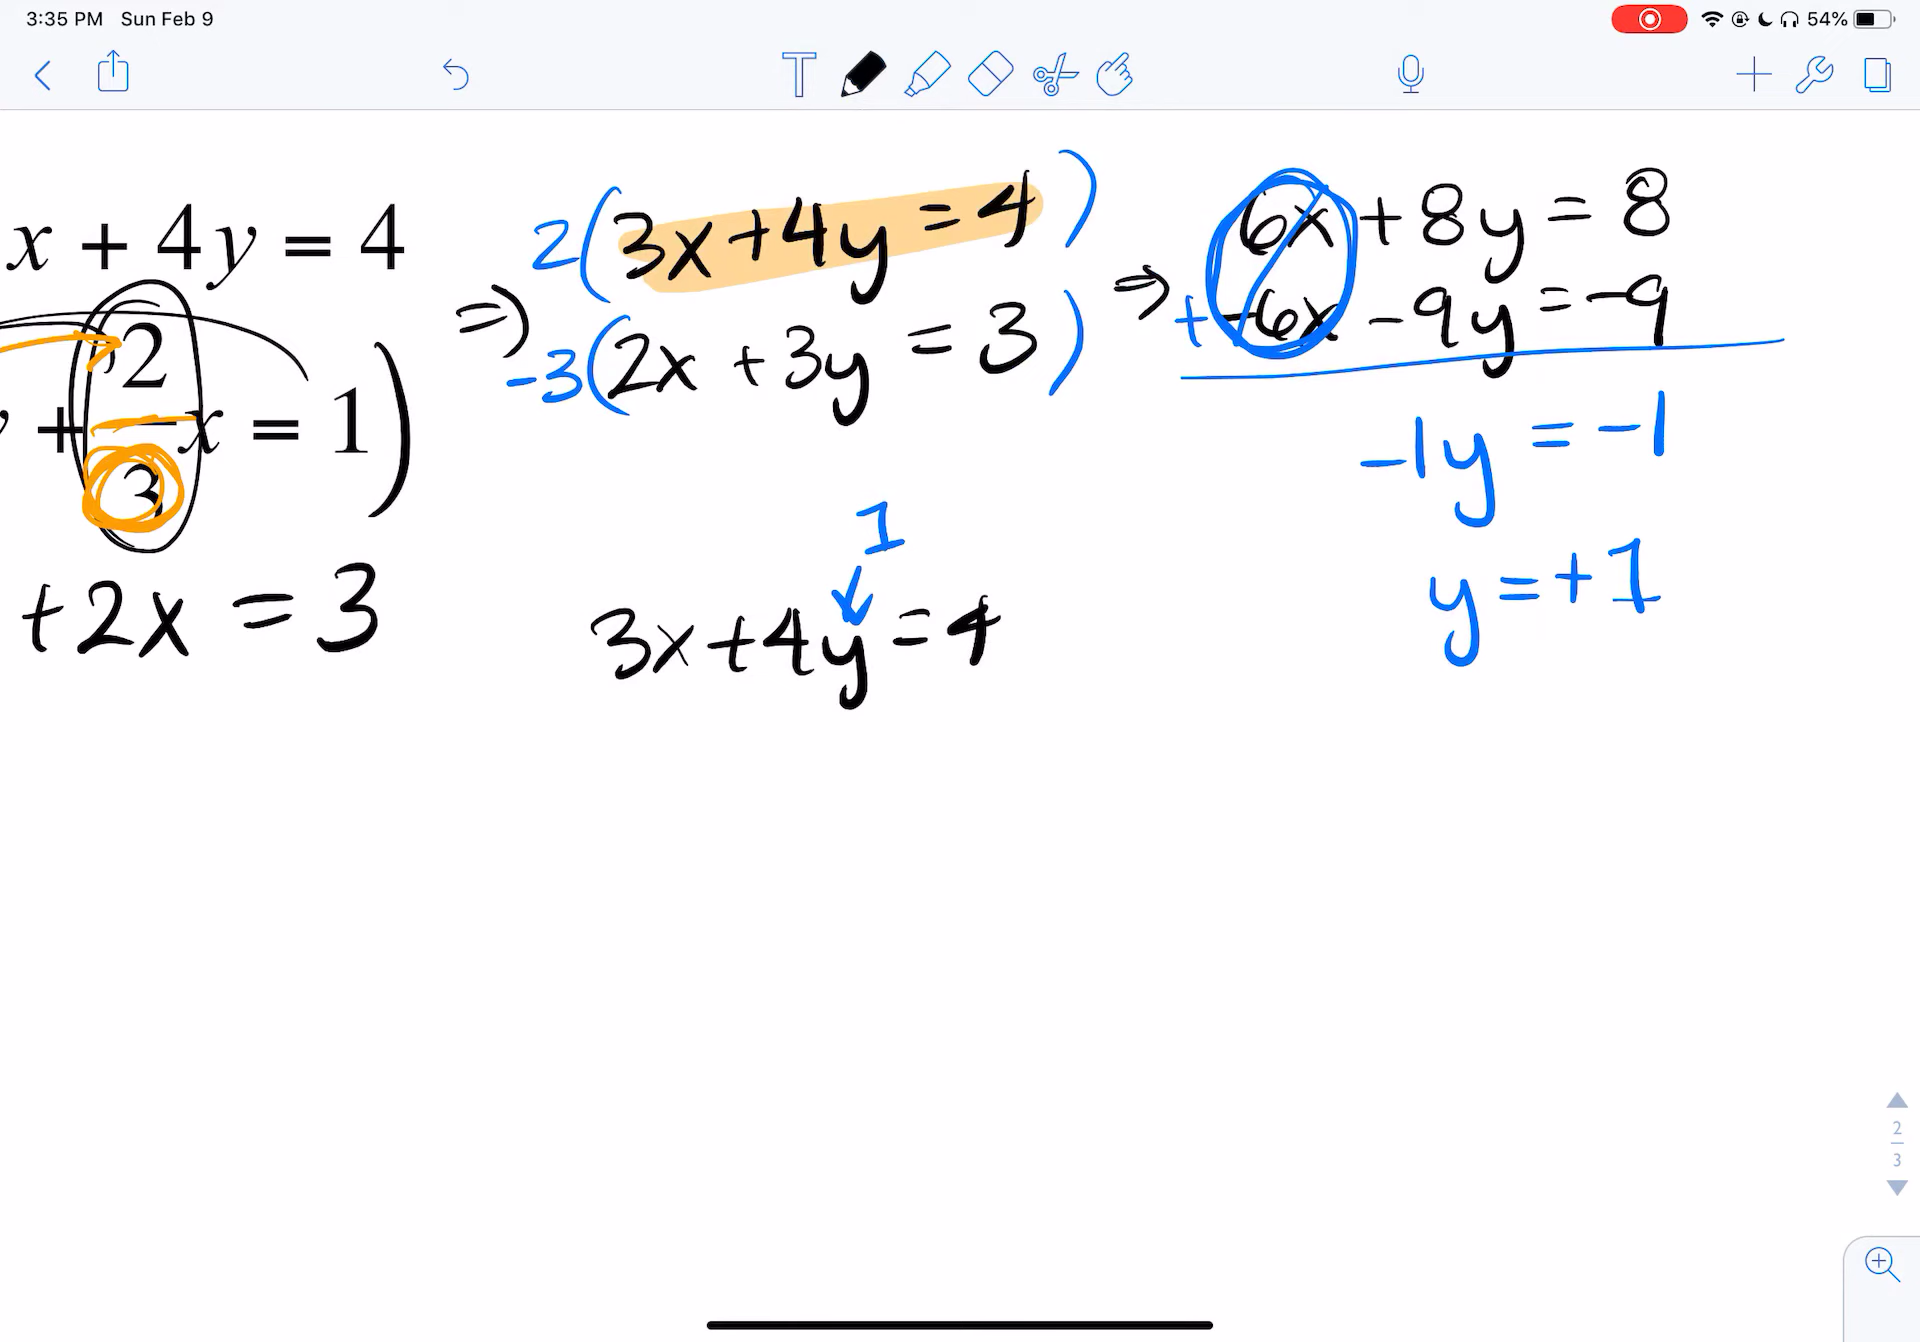 3:35 PM Sun Feb 9
54%
T
x + 4y = 4
2
+ x = 1)
3
+2x = 3
⇒
2(3x+4y=4)
-3(2x+3y=3)
1
3x+4y=4
⇒
6x+8y=8
+ -6x-9y=-9
-1y=-1
y=+1
2
3